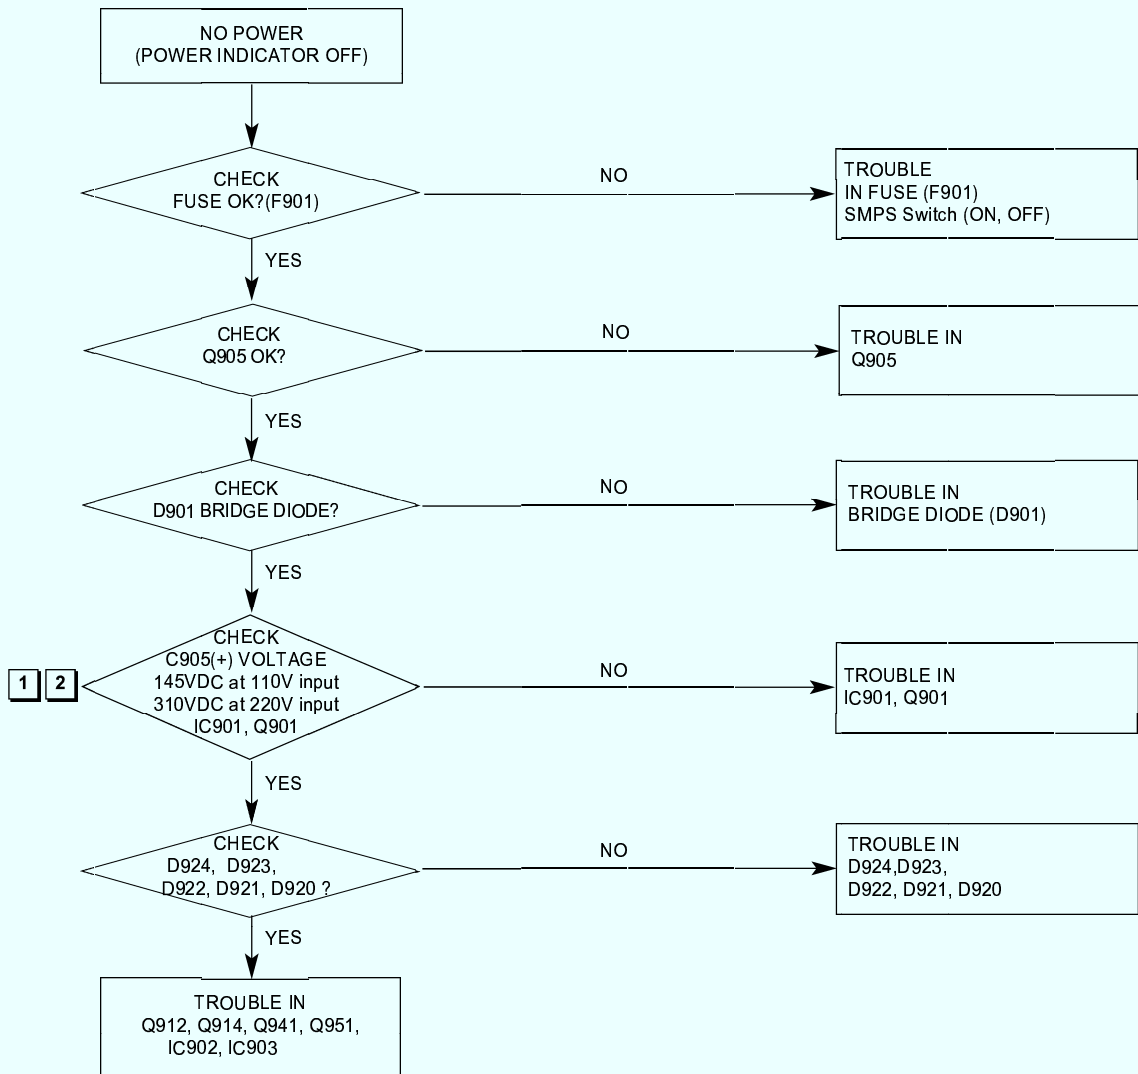 NO POWER
(POWER INDICATOR OFF)
CHECK
FUSE OK?(F901)
NO
TROUBLE
IN FUSE (F901)
SMPS Switch (ON, OFF)
YES
CHECK
Q905 OK?
NO
TROUBLE IN
Q905
YES
CHECK
D901 BRIDGE DIODE?
NO
TROUBLE IN
BRIDGE DIODE (D901)
YES
1 2
CHECK
C905(+) VOLTAGE
145VDC at 110V input
310VDC at 220V input
IC901, Q901
NO
TROUBLE IN
IC901, Q901
YES
CHECK
D924, D923,
D922, D921, D920 ?
NO
TROUBLE IN
D924,D923,
D922, D921, D920
YES
TROUBLE IN
Q912, Q914, Q941, Q951,
IC902, IC903